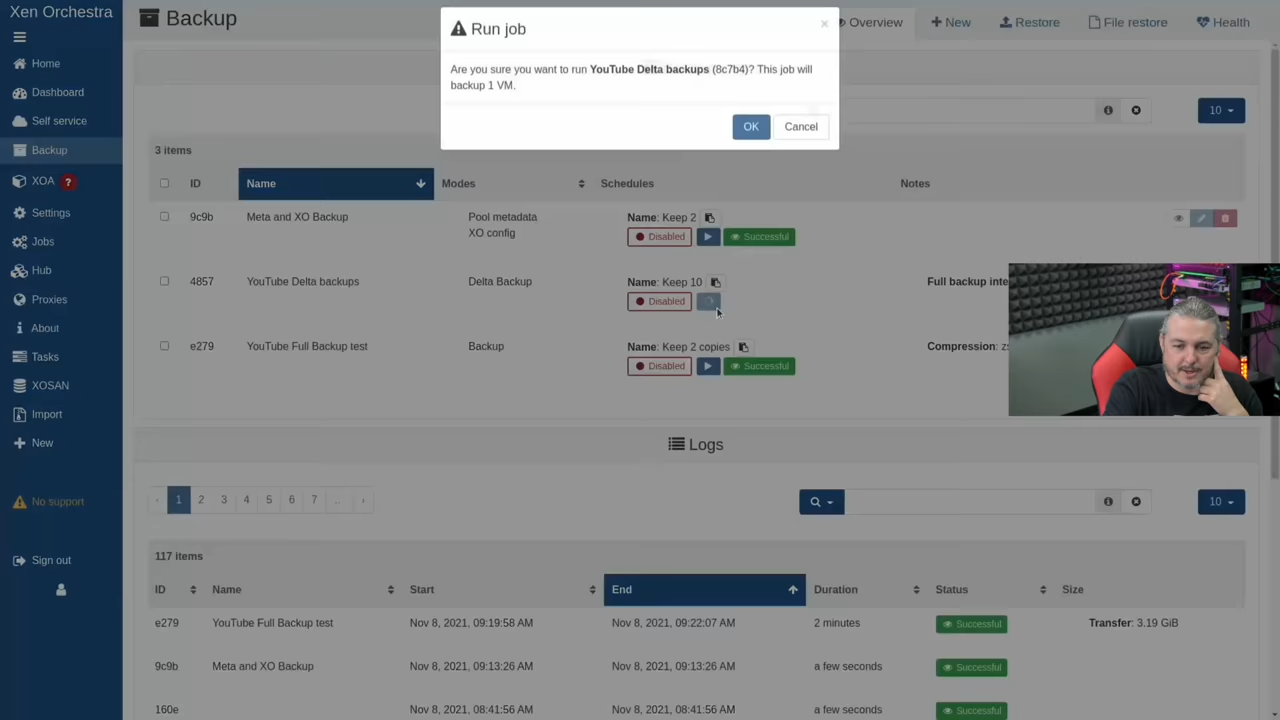 Xen Orchestra
Home
Dashboard
Self service
Backup
XOA ?
Settings
Jobs
Hub
Proxies
About
Tasks
XOSAN
Import
New
No support
Sign out
Backup
Overview
New
Restore
File restore
Health
Run job
×
Are you sure you want to run YouTube Delta backups (8c7b4)? This job will
backup 1 VM.
OK
Cancel
10
3 items
ID
Name
Modes
Schedules
Notes
9c9b
Meta and XO Backup
Pool metadata
XO config
Name: Keep 2
Disabled
Successful
4857
YouTube Delta backups
Delta Backup
Name: Keep 10
Disabled
Full backup inte
e279
YouTube Full Backup test
Backup
Name: Keep 2 copies
Disabled
Successful
Compression: zs
Logs
‹ 1 2 3 4 5 6 7 .. ›
10
117 items
ID
Name
Start
End
Duration
Status
Size
e279
YouTube Full Backup test
Nov 8, 2021, 09:19:58 AM
Nov 8, 2021, 09:22:07 AM
2 minutes
Successful
Transfer: 3.19 GiB
9c9b
Meta and XO Backup
Nov 8, 2021, 09:13:26 AM
Nov 8, 2021, 09:13:26 AM
a few seconds
Successful
160e
Nov 8, 2021, 08:41:56 AM
Nov 8, 2021, 08:41:56 AM
a few seconds
Successful